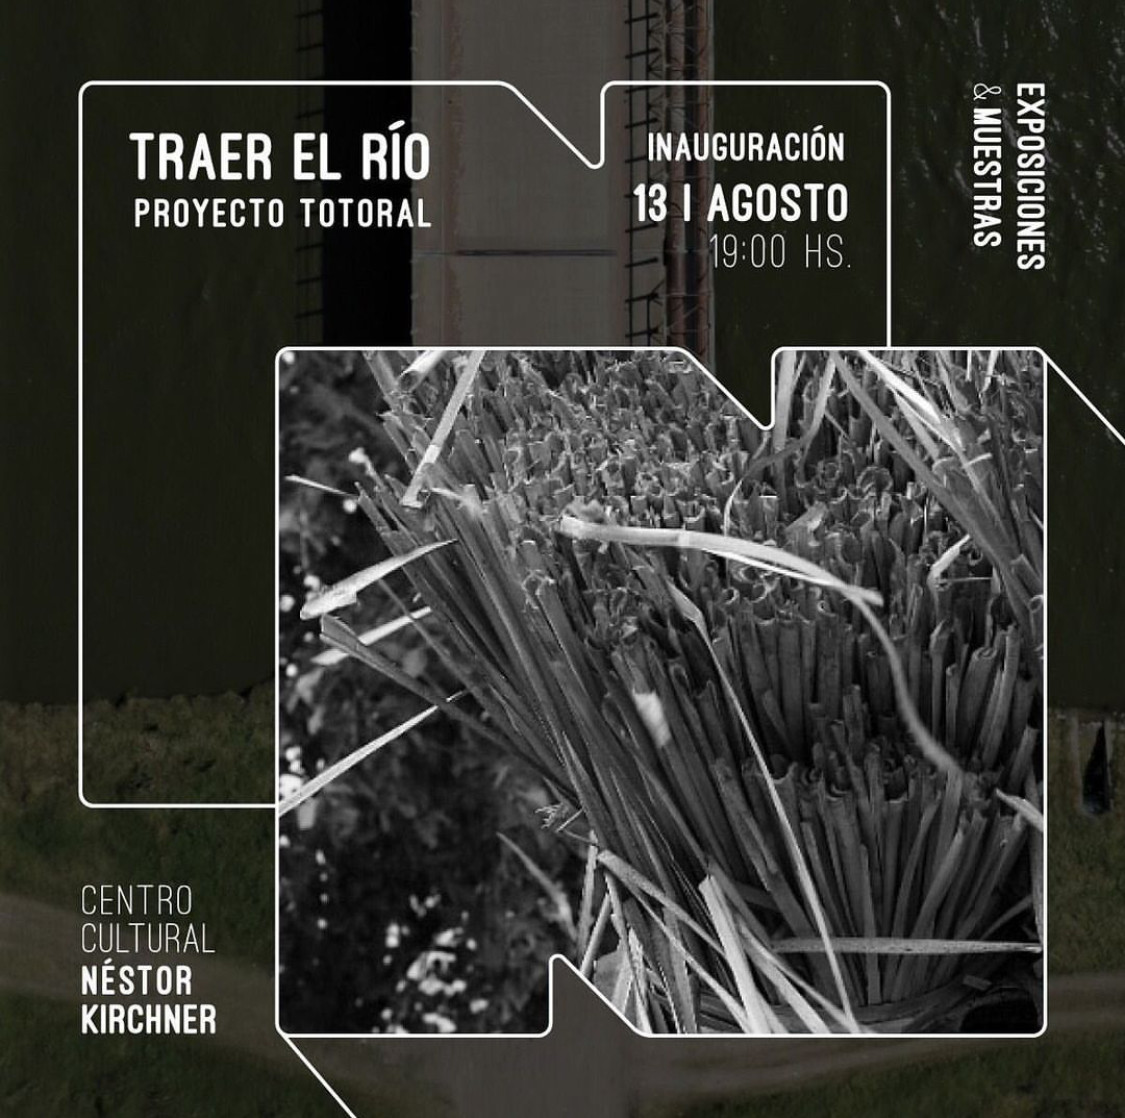 TRAER EL RÍO
PROYECTO TOTORAL
INAUGURACIÓN
13 | AGOSTO
19:00 HS.
EXPOSICIONES
& MUESTRAS
CENTRO
CULTURAL
NÉSTOR
KIRCHNER